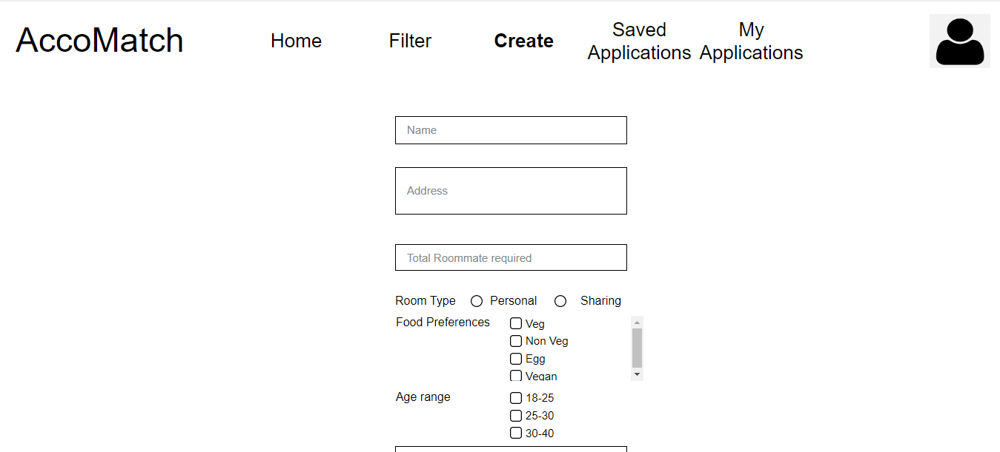 AccoMatch
Home
Filter
Create
Saved
Applications
My
Applications
Name
Address
Total Roommate required
Room Type
Personal
Sharing
Food Preferences
Veg
Non Veg
Egg
Vegan
Age range
18-25
25-30
30-40